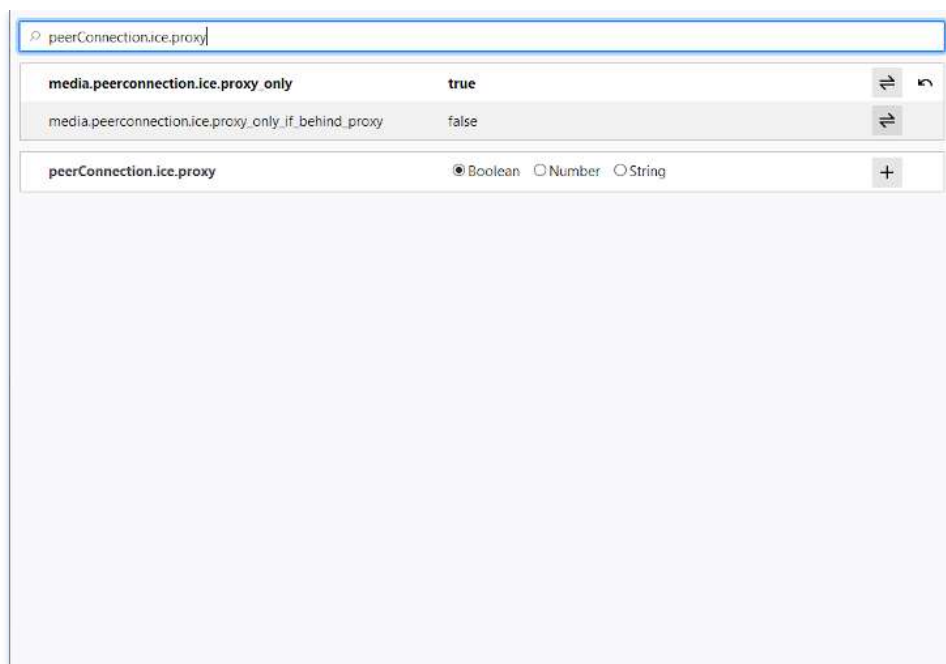 peerConnection.ice.proxy
media.peerconnection.ice.proxy_only true
media.peerconnection.ice.proxy_only_if_behind_proxy false
peerConnection.ice.proxy Boolean Number String